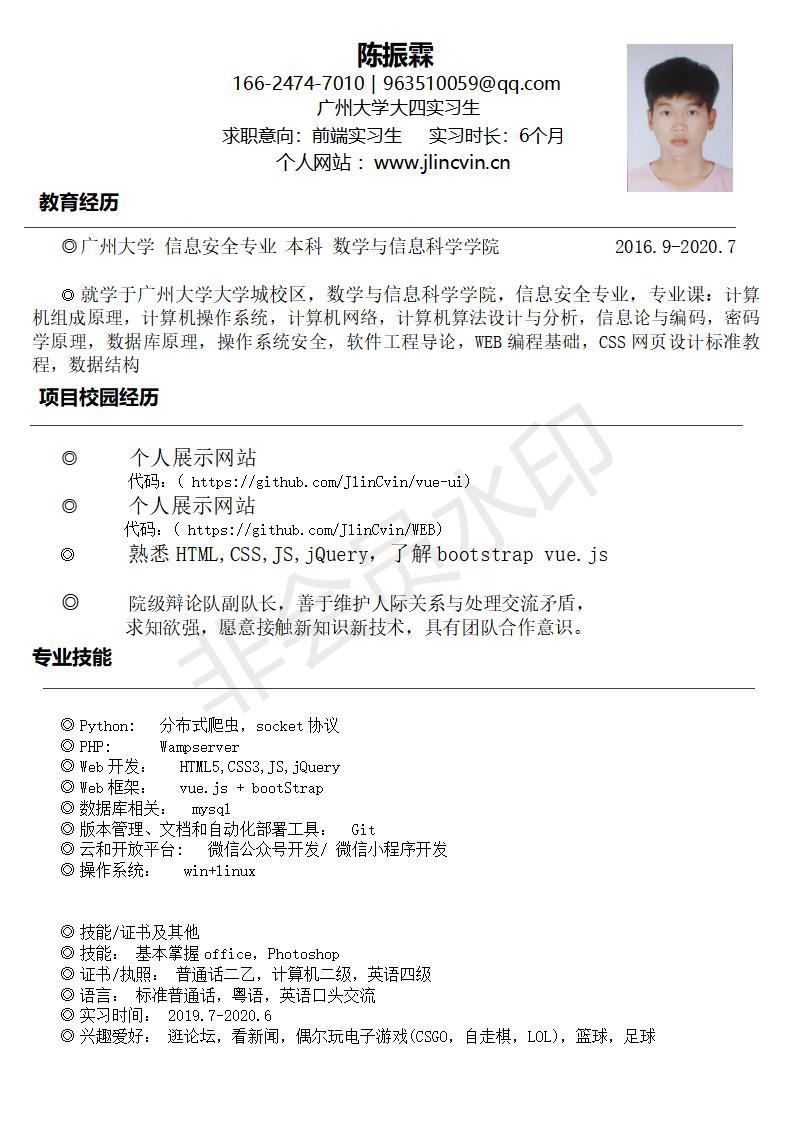 陈振霖
166-2474-7010 | 963510059@qq.com
广州大学大四实习生
求职意向：前端实习生 实习时长：6个月
个人网站： www.jlincvin.cn
教育经历
◎广州大学 信息安全专业 本科 数学与信息科学学院 2016.9-2020.7
◎ 就学于广州大学大学城校区，数学与信息科学学院，信息安全专业，专业课：计算
机组成原理，计算机操作系统，计算机网络，计算机算法设计与分析，信息论与编码，密码
学原理，数据库原理，操作系统安全，软件工程导论，WEB 编程基础，CSS 网页设计标准教
程，数据结构
项目校园经历
◎ 个人展示网站
代码：( https://github.com/JlinCvin/vue-ui)
◎ 个人展示网站
代码：( https://github.com/JlinCvin/WEB)
◎ 熟悉 HTML,CSS,JS,jQuery，了解 bootstrap vue.js
◎ 院级辩论队副队长，善于维护人际关系与处理交流矛盾，
求知欲强，愿意接触新知识新技术，具有团队合作意识。
专业技能
◎ Python: 分布式爬虫，socket 协议
◎ PHP: Wampserver
◎ Web 开发： HTML5,CSS3,JS,jQuery
◎ Web 框架： vue.js + bootStrap
◎ 数据库相关： mysql
◎ 版本管理、文档和自动化部署工具： Git
◎ 云和开放平台: 微信公众号开发/ 微信小程序开发
◎ 操作系统： win+linux
◎ 技能/证书及其他
◎ 技能： 基本掌握 office，Photoshop
◎ 证书/执照： 普通话二乙，计算机二级，英语四级
◎ 语言： 标准普通话，粤语，英语口头交流
◎ 实习时间： 2019.7-2020.6
◎ 兴趣爱好： 逛论坛，看新闻，偶尔玩电子游戏(CSGO，自走棋，LOL)，篮球，足球
非会员水印